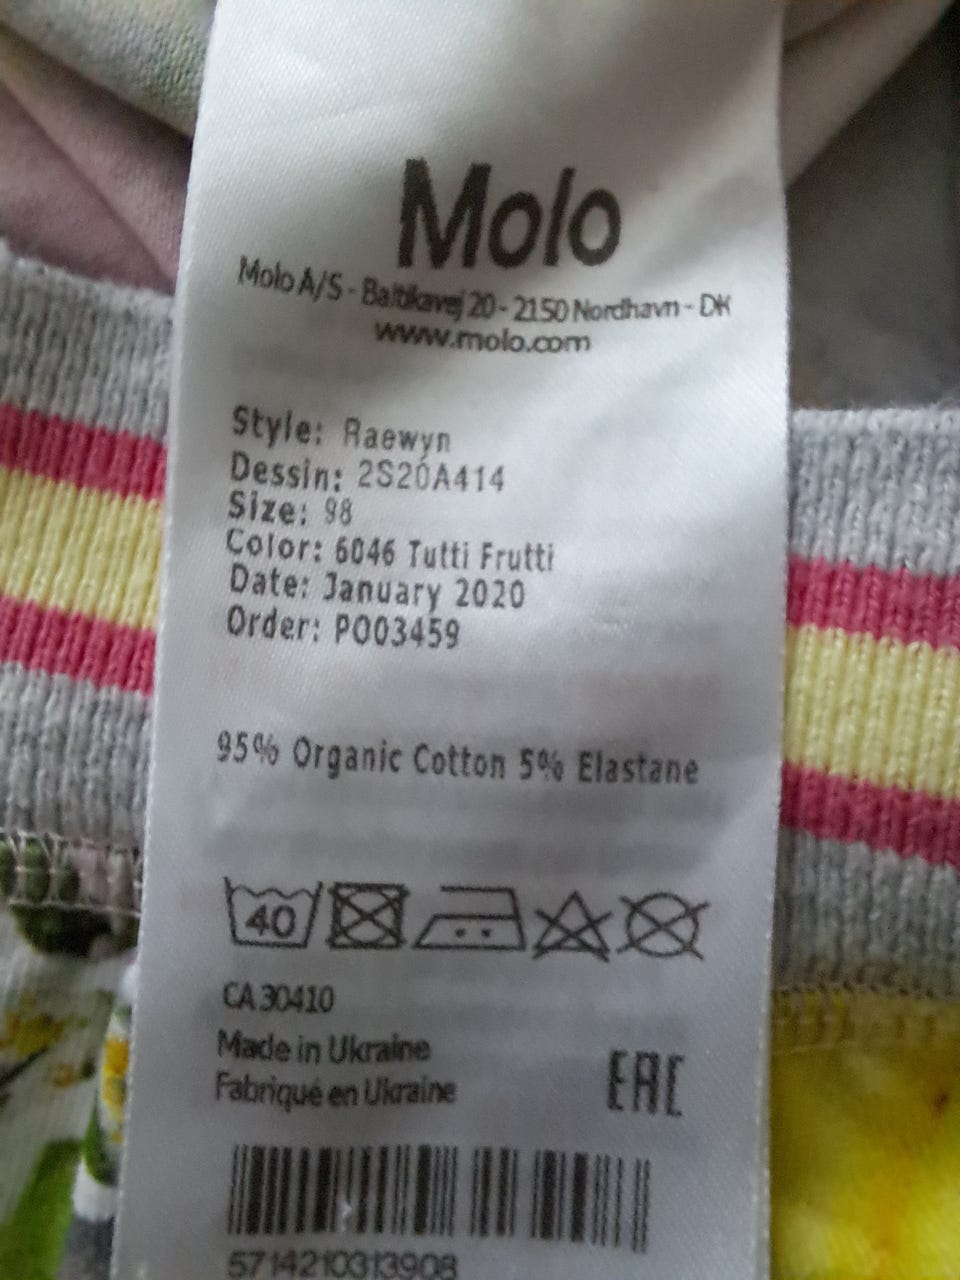 Molo
Molo A/S - Baltikavej 20 - 2150 Nordhavn - DK
www.molo.com
Style: Raewyn
Dessin: 2S20A414
Size: 98
Color: 6046 Tutti Frutti
Date: January 2020
Order: PO03459
95% Organic Cotton 5% Elastane
40
CA 30410
Made in Ukraine
Fabriqué en Ukraine
EAC
5714210313908